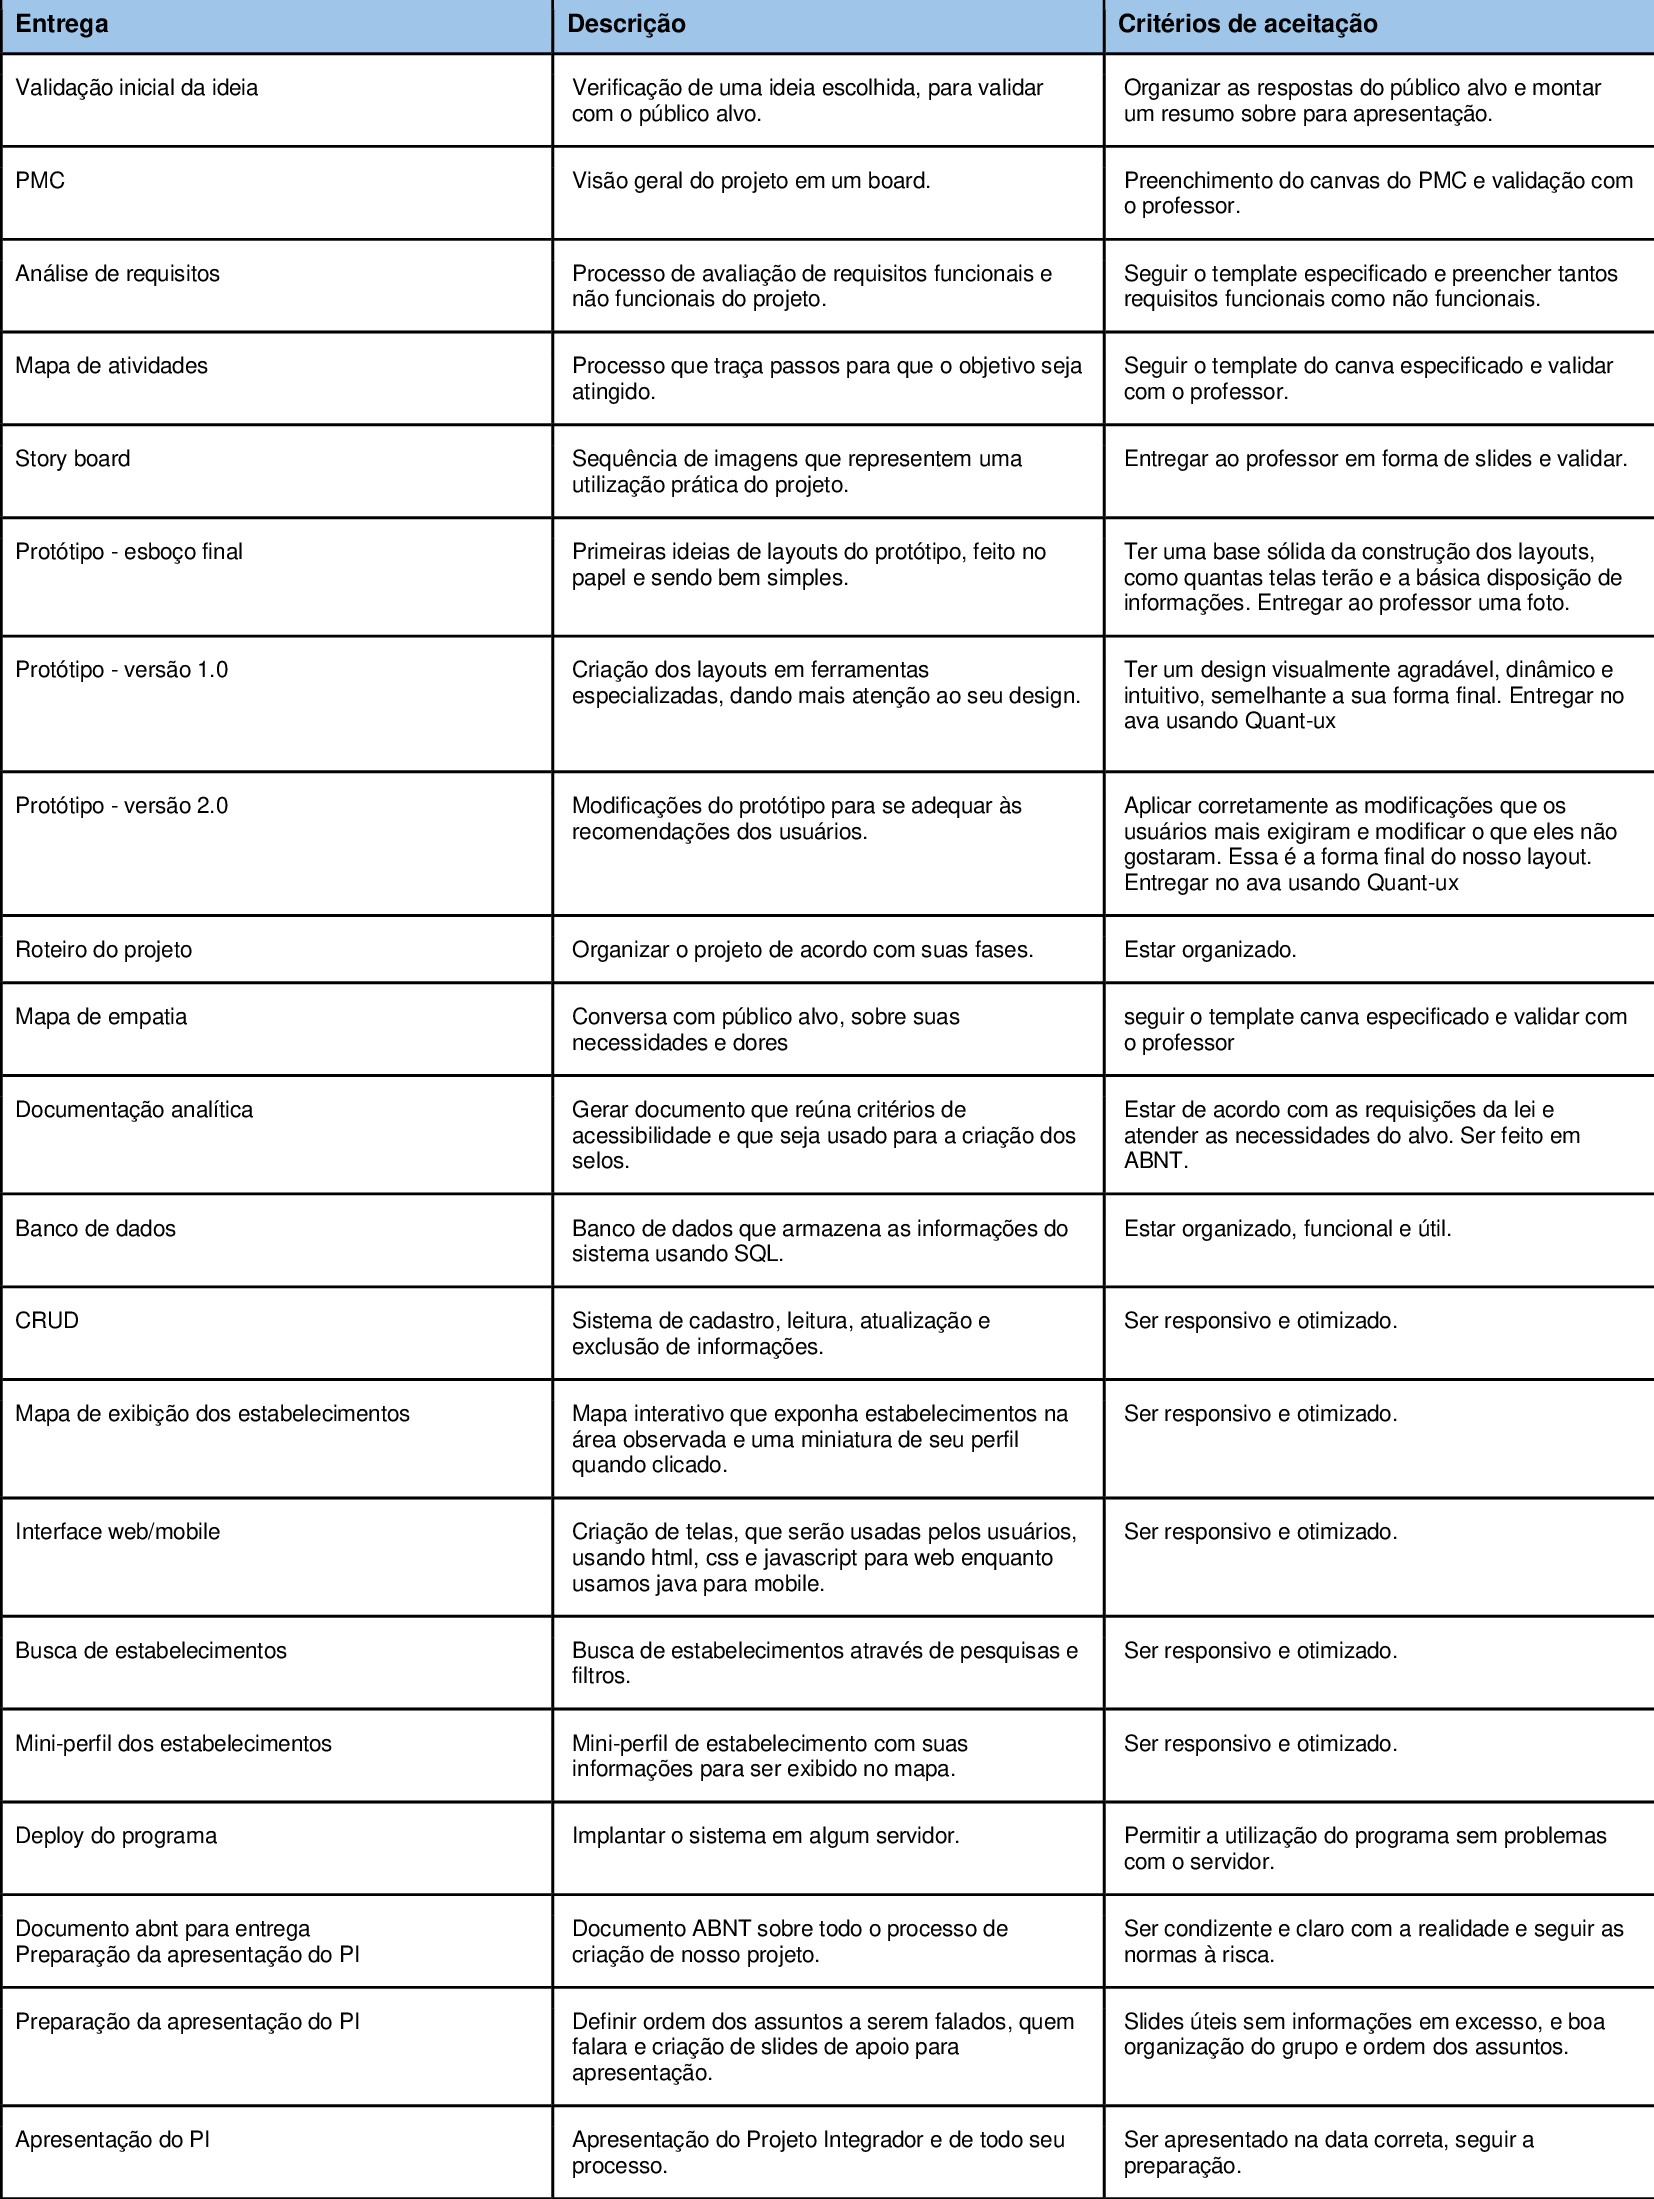 Entrega
Descrição
Critérios de aceitação
Validação inicial da ideia
Verificação de uma ideia escolhida, para validar
com o público alvo.
Organizar as respostas do público alvo e montar
um resumo sobre para apresentação.
PMC
Visão geral do projeto em um board.
Preenchimento do canvas do PMC e validação com
o professor.
Análise de requisitos
Processo de avaliação de requisitos funcionais e
não funcionais do projeto.
Seguir o template especificado e preencher tantos
requisitos funcionais como não funcionais.
Mapa de atividades
Processo que traça passos para que o objetivo seja
atingido.
Seguir o template do canva especificado e validar
com o professor.
Story board
Sequência de imagens que representem uma
utilização prática do projeto.
Entregar ao professor em forma de slides e validar.
Protótipo - esboço final
Primeiras ideias de layouts do protótipo, feito no
papel e sendo bem simples.
Ter uma base sólida da construção dos layouts,
como quantas telas terão e a básica disposição de
informações. Entregar ao professor uma foto.
Protótipo - versão 1.0
Criação dos layouts em ferramentas
especializadas, dando mais atenção ao seu design.
Ter um design visualmente agradável, dinâmico e
intuitivo, semelhante a sua forma final. Entregar no
ava usando Quant-ux
Protótipo - versão 2.0
Modificações do protótipo para se adequar às
recomendações dos usuários.
Aplicar corretamente as modificações que os
usuários mais exigiram e modificar o que eles não
gostaram. Essa é a forma final do nosso layout.
Entregar no ava usando Quant-ux
Roteiro do projeto
Organizar o projeto de acordo com suas fases.
Estar organizado.
Mapa de empatia
Conversa com público alvo, sobre suas
necessidades e dores
seguir o template canva especificado e validar com
o professor
Documentação analítica
Gerar documento que reúna critérios de
acessibilidade e que seja usado para a criação dos
selos.
Estar de acordo com as requisições da lei e
atender as necessidades do alvo. Ser feito em
ABNT.
Banco de dados
Banco de dados que armazena as informações do
sistema usando SQL.
Estar organizado, funcional e útil.
CRUD
Sistema de cadastro, leitura, atualização e
exclusão de informações.
Ser responsivo e otimizado.
Mapa de exibição dos estabelecimentos
Mapa interativo que exponha estabelecimentos na
área observada e uma miniatura de seu perfil
quando clicado.
Ser responsivo e otimizado.
Interface web/mobile
Criação de telas, que serão usadas pelos usuários,
usando html, css e javascript para web enquanto
usamos java para mobile.
Ser responsivo e otimizado.
Busca de estabelecimentos
Busca de estabelecimentos através de pesquisas e
filtros.
Ser responsivo e otimizado.
Mini-perfil dos estabelecimentos
Mini-perfil de estabelecimento com suas
informações para ser exibido no mapa.
Ser responsivo e otimizado.
Deploy do programa
Implantar o sistema em algum servidor.
Permitir a utilização do programa sem problemas
com o servidor.
Documento abnt para entrega
Preparação da apresentação do PI
Documento ABNT sobre todo o processo de
criação de nosso projeto.
Ser condizente e claro com a realidade e seguir as
normas à risca.
Preparação da apresentação do PI
Definir ordem dos assuntos a serem falados, quem
falara e criação de slides de apoio para
apresentação.
Slides úteis sem informações em excesso, e boa
organização do grupo e ordem dos assuntos.
Apresentação do PI
Apresentação do Projeto Integrador e de todo seu
processo.
Ser apresentado na data correta, seguir a
preparação.